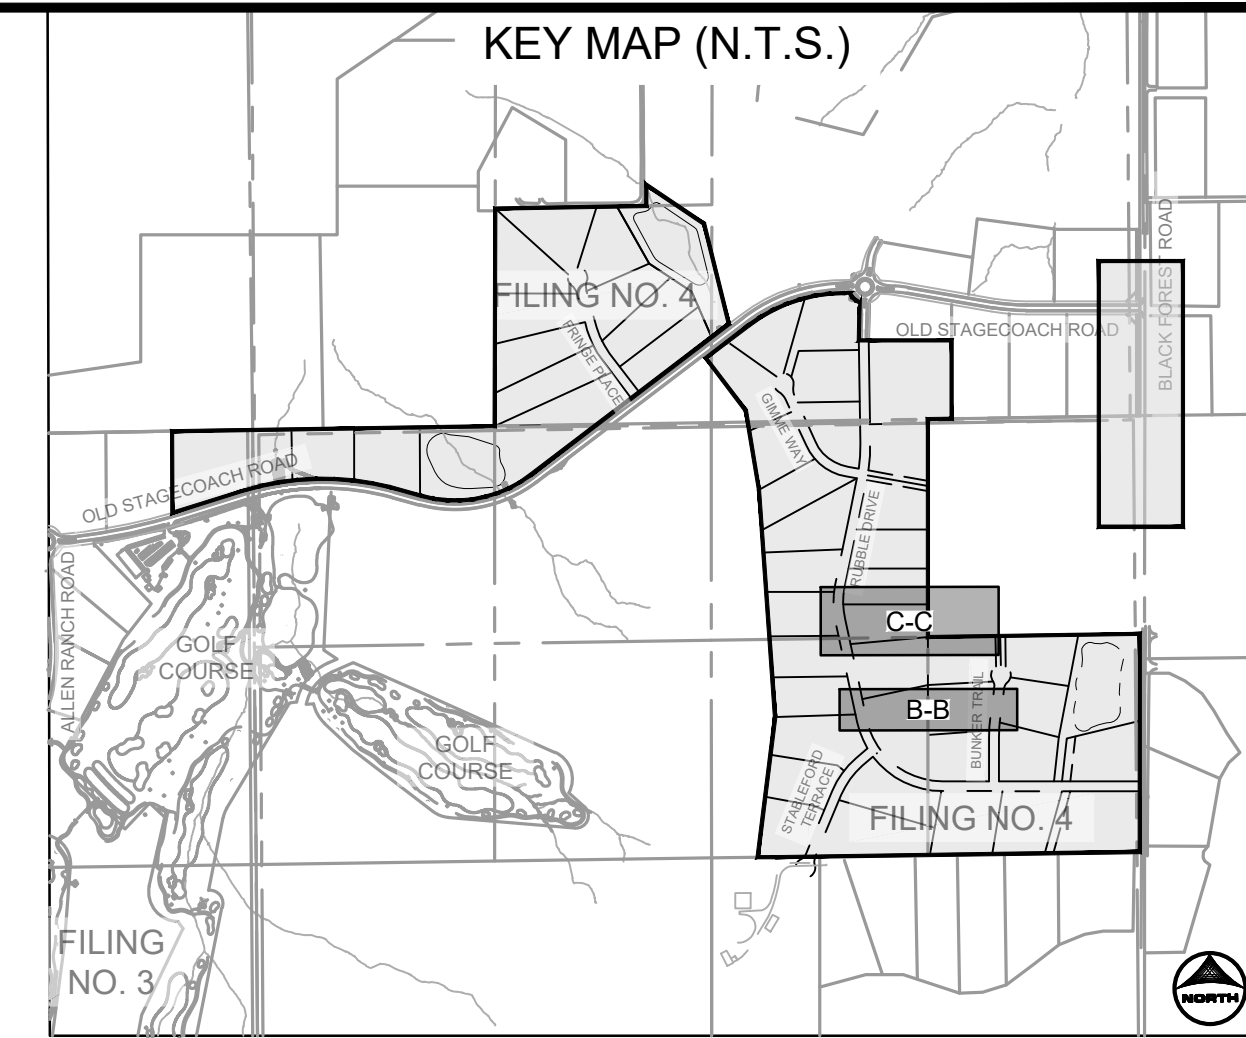 KEY MAP (N.T.S.)
BLACK FOREST ROAD
FILING NO. 4
OLD STAGECOACH ROAD
FRINGE PLACE
GIMME WAY
OLD STAGECOACH ROAD
RUBBLE DRIVE
ALLEN RANCH ROAD
C-C
GOLF
COURSE
B-B
BUNKER TRAIL
GOLF
COURSE
STABLEFORD
TERRACE
FILING NO. 4
FILING
NO. 3
NORTH